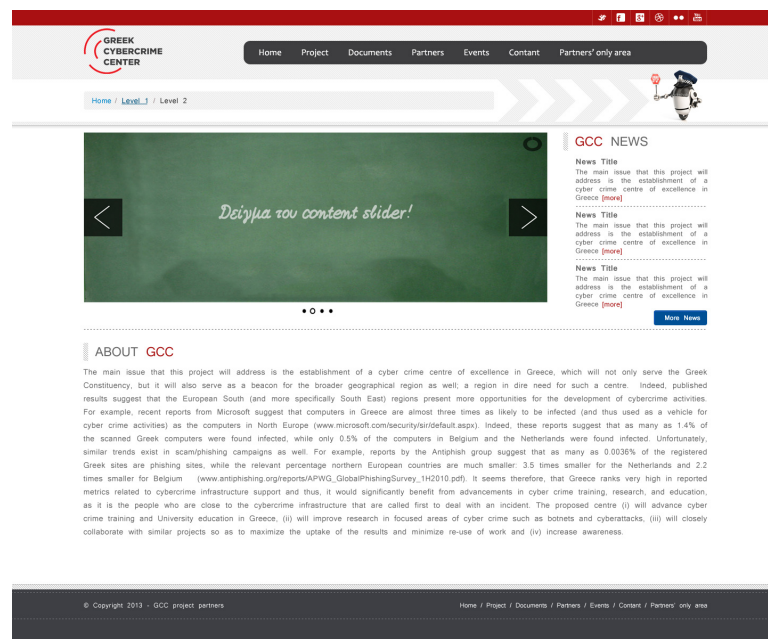 GREEK
CYBERCRIME
CENTER
Home Project Documents Partners Events Contant Partners' only area
Home / Level 1 / Level 2
Δείγμα του content slider!
GCC NEWS
News Title
The main issue that this project will
address is the establishment of a
cyber crime centre of excellence in
Greece [more]
News Title
The main issue that this project will
address is the establishment of a
cyber crime centre of excellence in
Greece [more]
News Title
The main issue that this project will
address is the establishment of a
cyber crime centre of excellence in
Greece [more]
More News
ABOUT GCC
The main issue that this project will address is the establishment of a cyber crime centre of excellence in Greece, which will not only serve the Greek
Constituency, but it will also serve as a beacon for the broader geographical region as well; a region in dire need for such a centre. Indeed, published
results suggest that the European South (and more specifically South East) regions present more opportunities for the development of cybercrime activities.
For example, recent reports from Microsoft suggest that computers in Greece are almost three times as likely to be infected (and thus used as a vehicle for
cyber crime activities) as the computers in North Europe (www.microsoft.com/security/sir/default.aspx). Indeed, these reports suggest that as many as 1.4% of
the scanned Greek computers were found infected, while only 0.5% of the computers in Belgium and the Netherlands were found infected. Unfortunately,
similar trends exist in scam/phishing campaigns as well. For example, reports by the Antiphish group suggest that as many as 0.0036% of the registered
Greek sites are phishing sites, while the relevant percentage northern European countries are much smaller: 3.5 times smaller for the Netherlands and 2.2
times smaller for Belgium (www.antiphishing.org/reports/APWG_GlobalPhishingSurvey_1H2010.pdf). It seems therefore, that Greece ranks very high in reported
metrics related to cybercrime infrastructure support and thus, it would significantly benefit from advancements in cyber crime training, research, and education,
as it is the people who are close to the cybercrime infrastructure that are called first to deal with an incident. The proposed centre (i) will advance cyber
crime training and University education in Greece, (ii) will improve research in focused areas of cyber crime such as botnets and cyberattacks, (iii) will closely
collaborate with similar projects so as to maximize the uptake of the results and minimize re-use of work and (iv) increase awareness.
© Copyright 2013 - GCC project partners
Home / Project / Documents / Partners / Events / Contant / Partners' only area